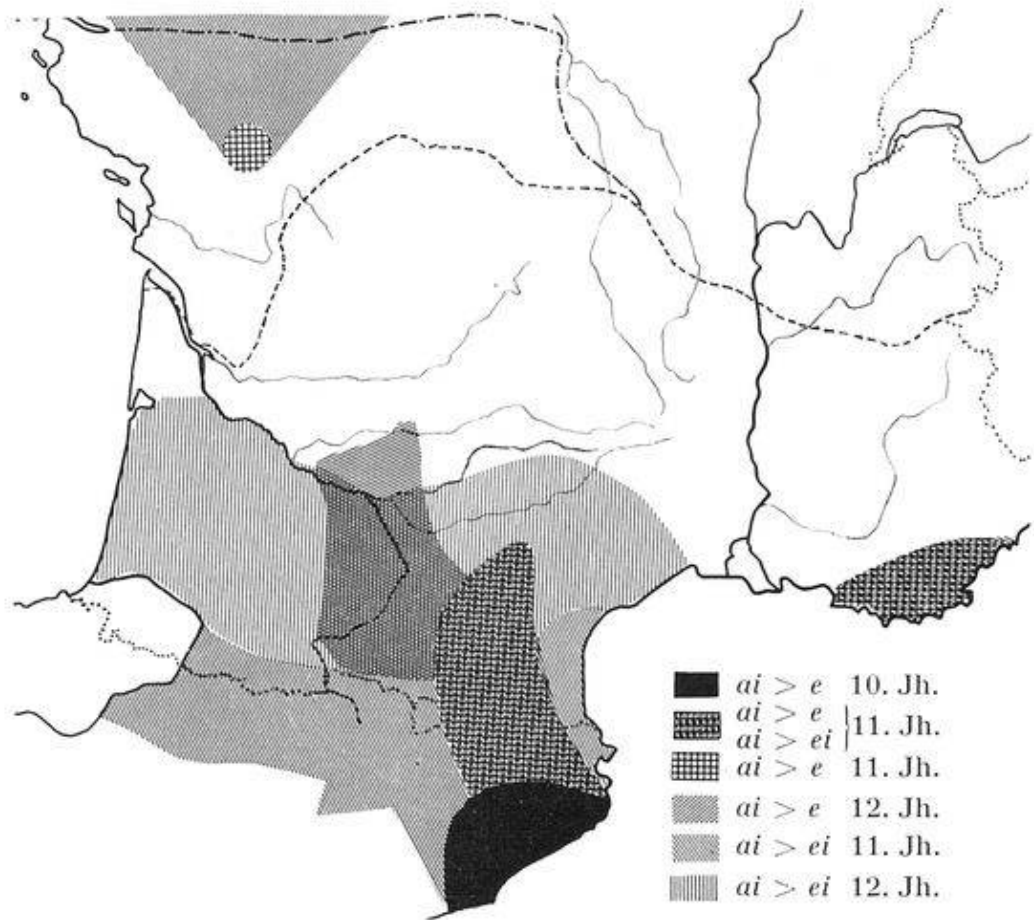 ai > e 10. Jh.
ai > e
ai > ei } 11. Jh.
ai > e 11. Jh.
ai > e 12. Jh.
ai > ei 11. Jh.
ai > ei 12. Jh.